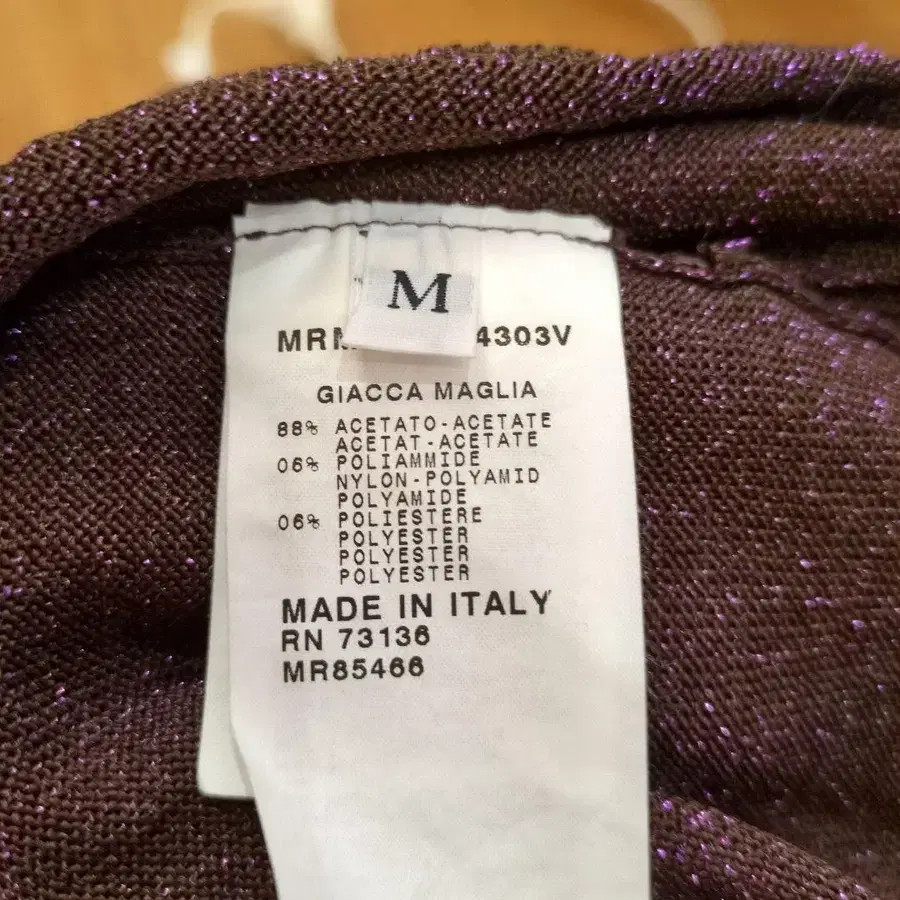 M
4303V
GIACCA MAGLIA
88% ACETATO-ACETATE
ACETAT-ACETATE
06% POLIAMMIDE
NYLON-POLYAMID
POLYAMIDE
06% POLIESTERE
POLYESTER
POLYESTER
POLYESTER
MADE IN ITALY
RN 73136
MR85466